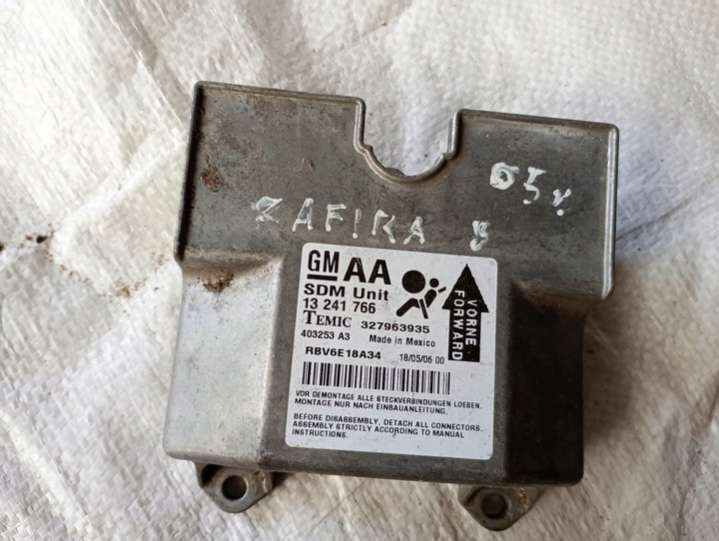 05г.
ZAFIRA B
GM AA
SDM Unit
13 241 766
TEMIC 327963935
403253 A3 Made in Mexico
RBV6E18A34 18/05/06 00
VORNE
FORWARD
VOR DEMONTAGE ALLE STECKVERBINDUNGEN LOESEN.
MONTAGE NUR NACH EINBAUANLEITUNG.
BEFORE DISASSEMBLY, DETACH ALL CONNECTORS.
ASSEMBLY STRICTLY ACCORDING TO MANUAL
INSTRUCTIONS.